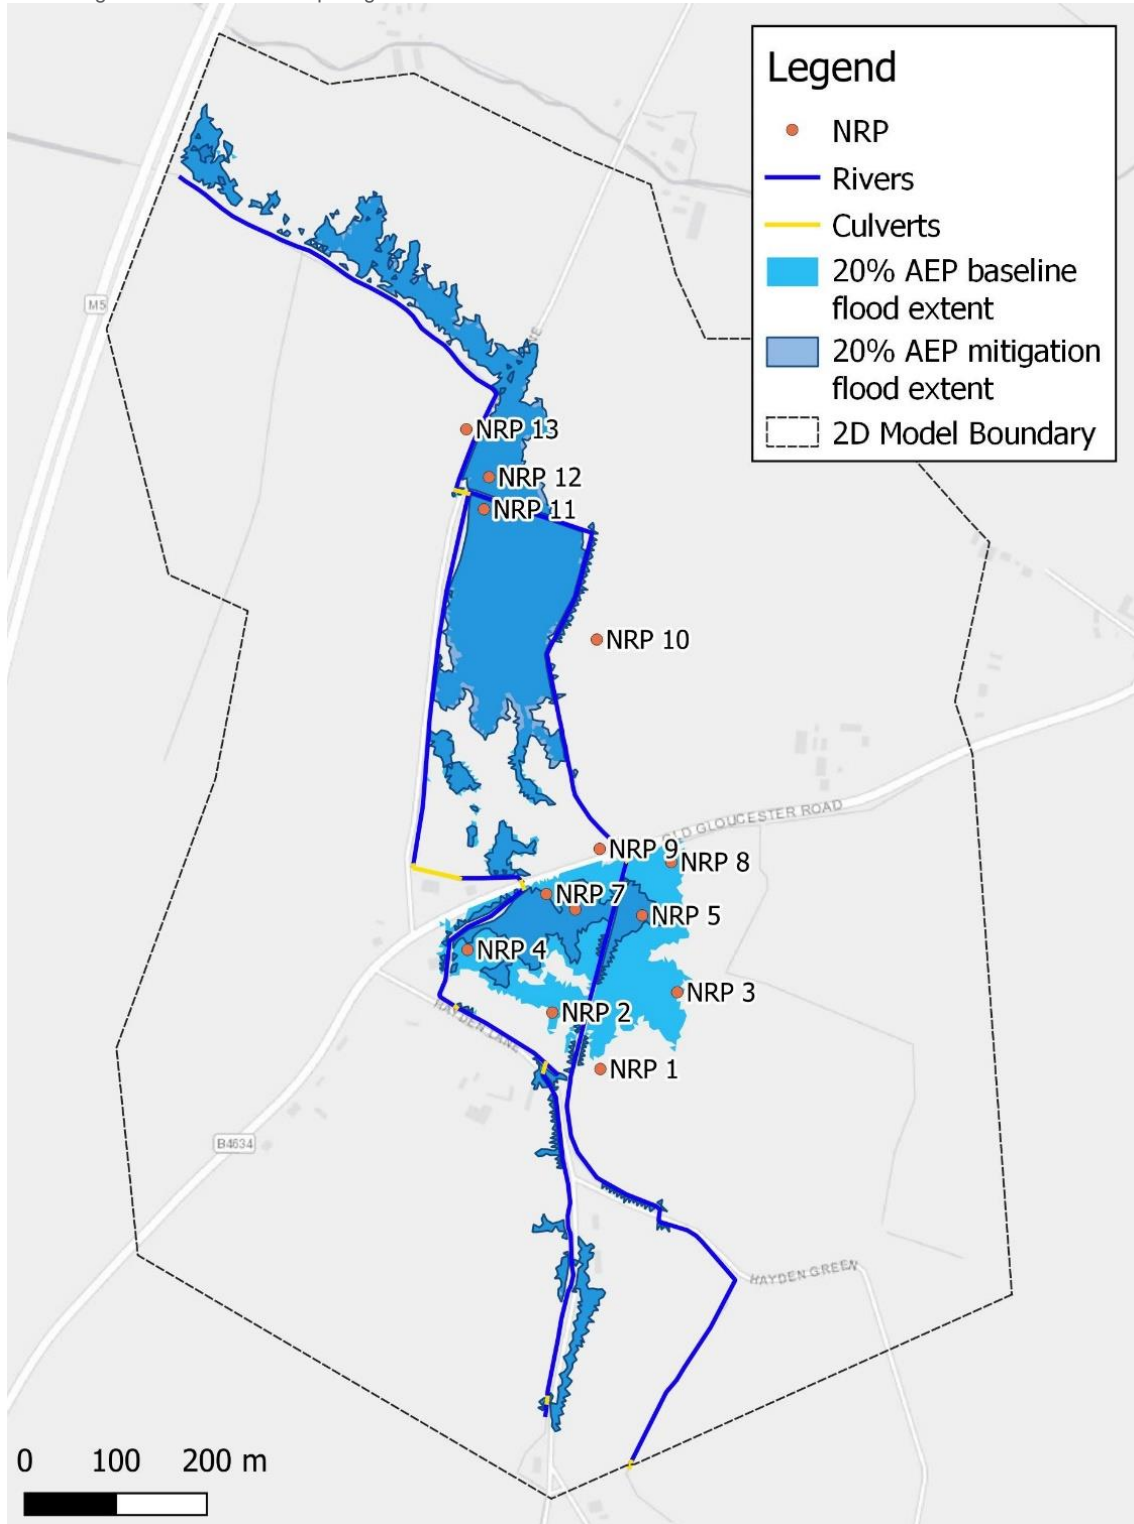 Legend
NRP
Rivers
Culverts
20% AEP baseline
flood extent
20% AEP mitigation
flood extent
2D Model Boundary
M5
NRP 13
NRP 12
NRP 11
NRP 10
OLD GLOUCESTER ROAD
NRP 9
NRP 8
NRP 7
NRP 5
NRP 4
NRP 3
NRP 2
HAYDEN LANE
NRP 1
B4634
HAYDEN GREEN
0 100 200 m